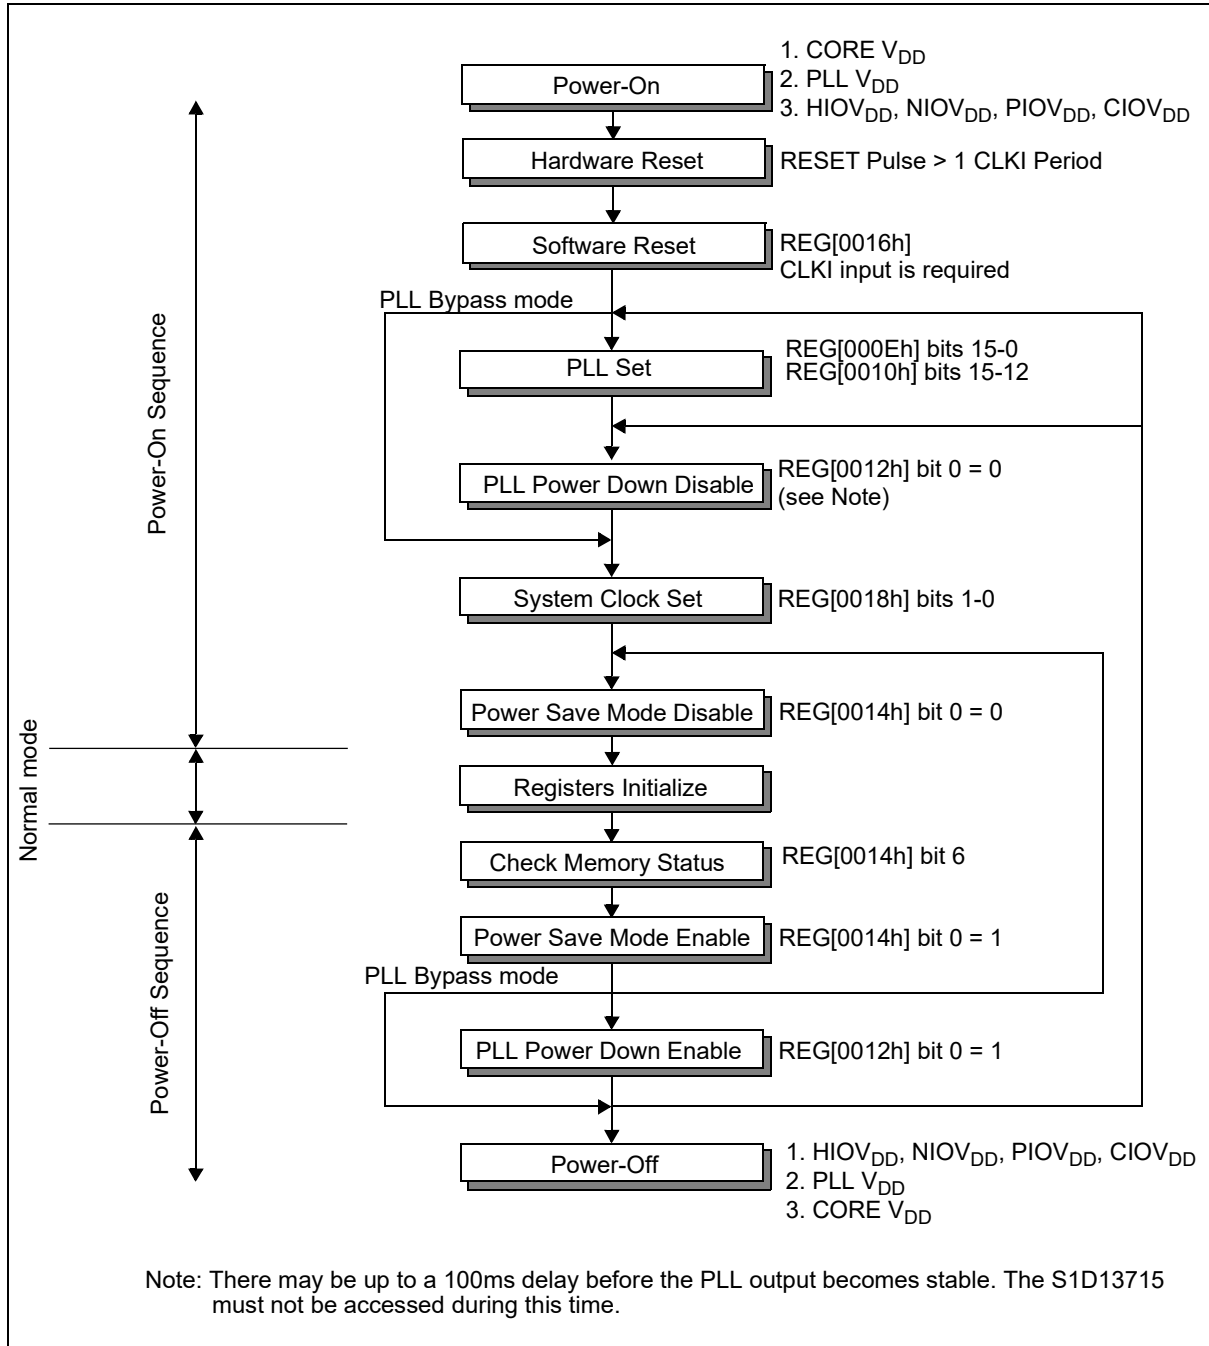 1. CORE VDD
Power-On
2. PLL VDD
3. HIOVDD, NIOVDD, PIOVDD, CIOVDD
Hardware Reset
RESET Pulse > 1 CLKI Period
Software Reset
REG[0016h]
CLKI input is required
PLL Bypass mode
PLL Set
REG[000Eh] bits 15-0
REG[0010h] bits 15-12
Power-On Sequence
PLL Power Down Disable
REG[0012h] bit 0 = 0
(see Note)
System Clock Set
REG[0018h] bits 1-0
Power Save Mode Disable
REG[0014h] bit 0 = 0
Normal mode
Registers Initialize
Check Memory Status
REG[0014h] bit 6
Power Save Mode Enable
REG[0014h] bit 0 = 1
PLL Bypass mode
Power-Off Sequence
PLL Power Down Enable
REG[0012h] bit 0 = 1
Power-Off
1. HIOVDD, NIOVDD, PIOVDD, CIOVDD
2. PLL VDD
3. CORE VDD
Note: There may be up to a 100ms delay before the PLL output becomes stable. The S1D13715
must not be accessed during this time.